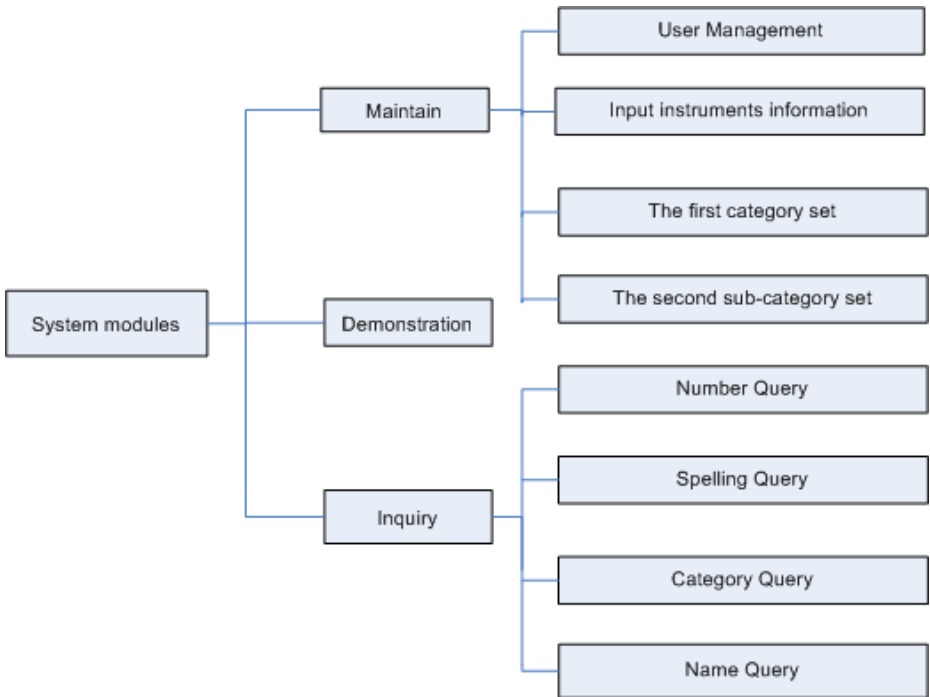 User Management
Maintain
Input instruments information
The first category set
System modules
Demonstration
The second sub-category set
Number Query
Spelling Query
Inquiry
Category Query
Name Query